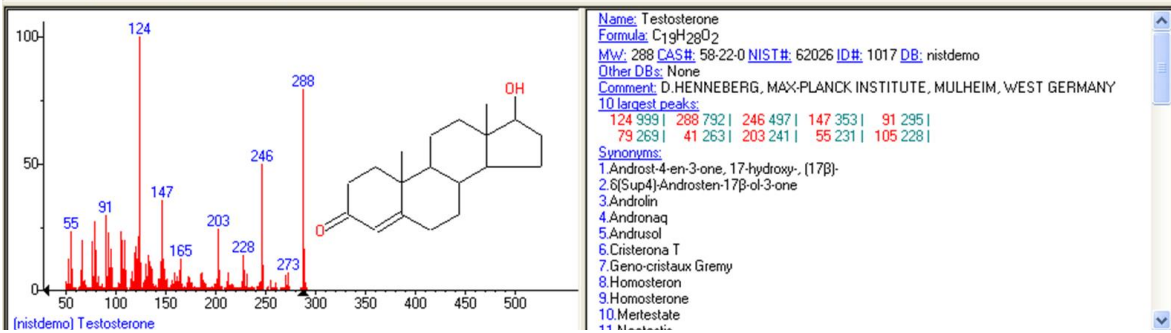 100
50
0
124
288
246
147
91
55
203
165
228
273
50 100 150 200 250 300 350 400 450 500
OH
O
(nistdemo) Testosterone
Name: Testosterone
Formula: C19H28O2
MW: 288 CAS#: 58-22-0 NIST#: 62026 ID#: 1017 DB: nistdemo
Other DBs: None
Comment: D.HENNEBERG, MAX-PLANCK INSTITUTE, MULHEIM, WEST GERMANY
10 largest peaks:
124 999 | 288 792 | 246 497 | 147 353 | 91 295 |
79 269 | 41 263 | 203 241 | 55 231 | 105 228 |
Synonyms:
1.Androst-4-en-3-one, 17-hydroxy-, (17β)-
2.δ(Sup4)-Androsten-17β-ol-3-one
3.Androlin
4.Andronaq
5.Andrusol
6.Cristerona T
7.Geno-cristaux Gremy
8.Homosteron
9.Homosterone
10.Mertestate